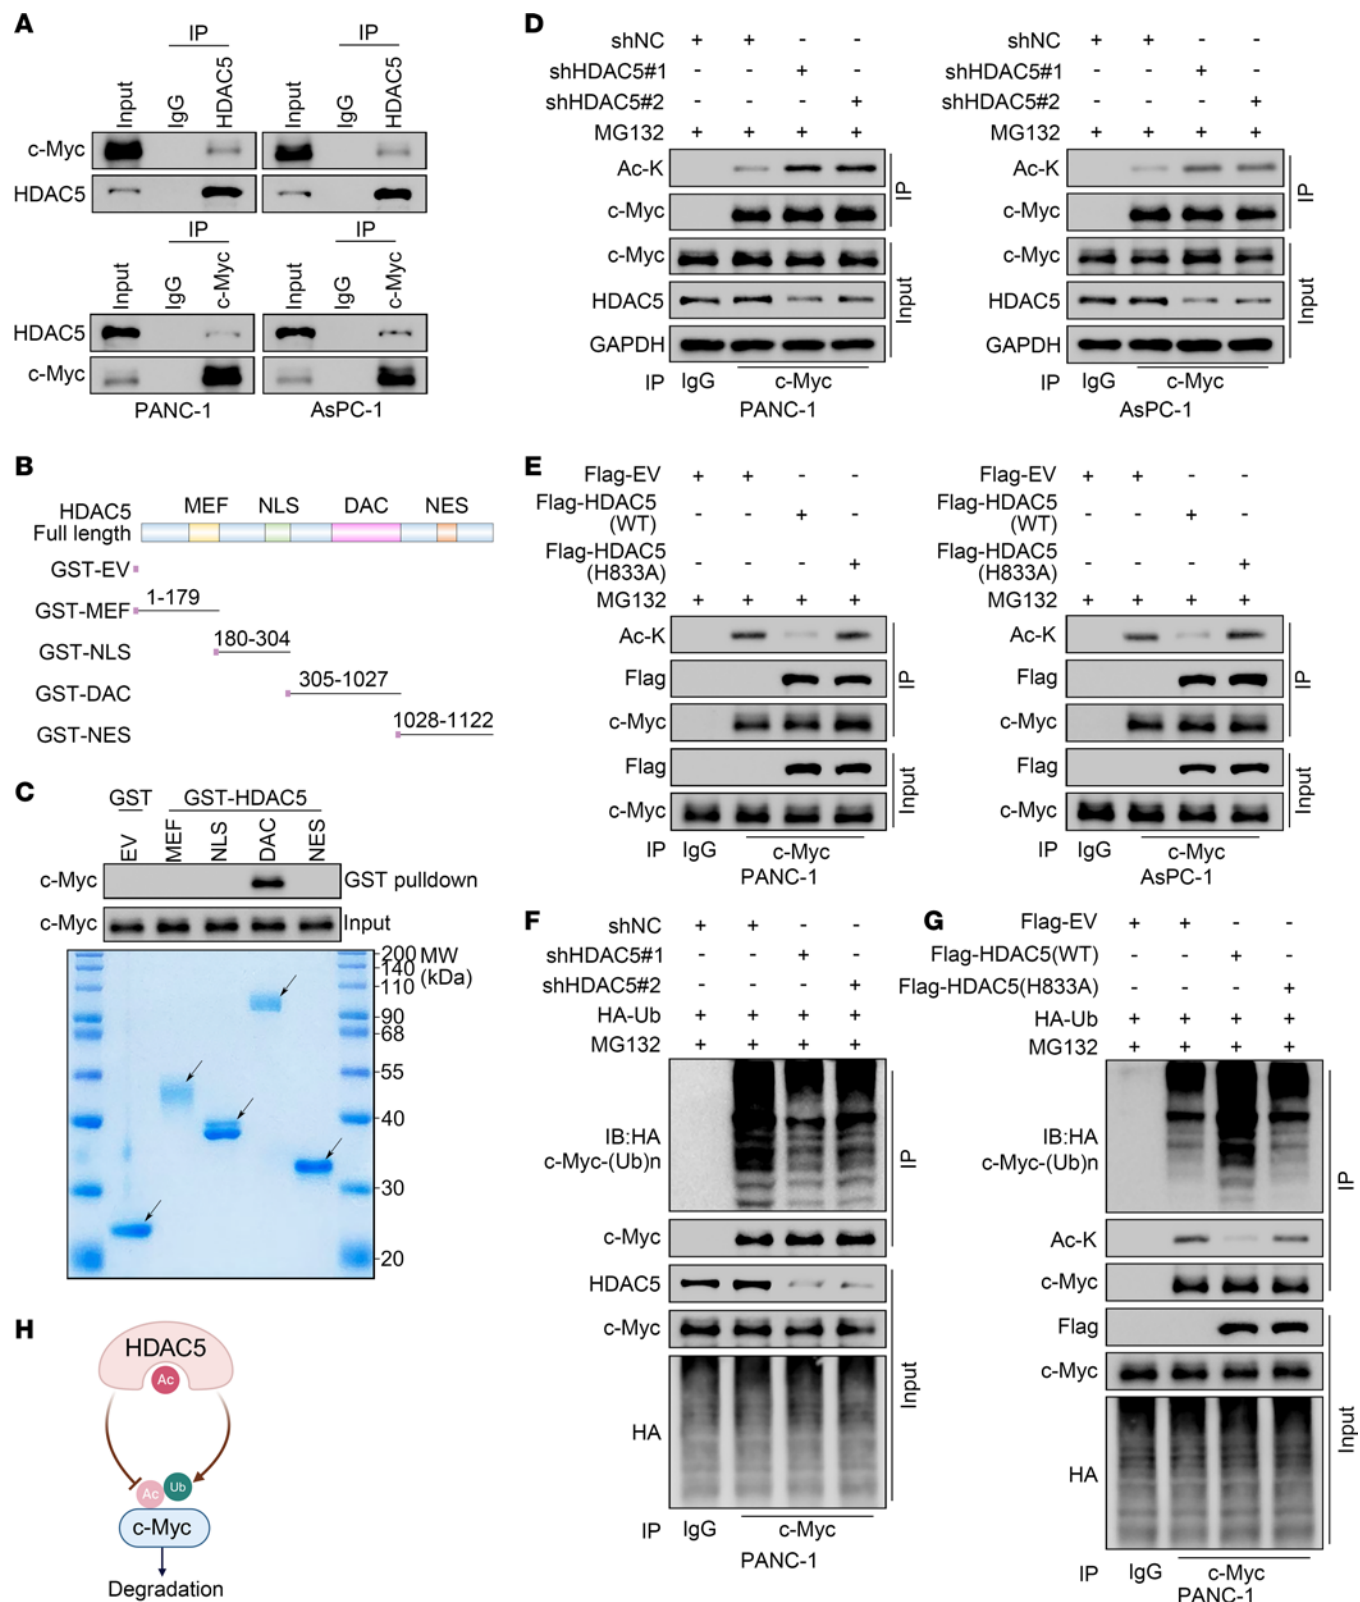 A
IP
IP
Input
IgG
HDAC5
Input
IgG
HDAC5
c-Myc
HDAC5
IP
IP
Input
IgG
c-Myc
Input
IgG
c-Myc
HDAC5
c-Myc
PANC-1
AsPC-1
B
MEF
NLS
DAC
NES
HDAC5
Full length
GST-EV
GST-MEF
1-179
GST-NLS
180-304
GST-DAC
305-1027
GST-NES
1028-1122
C
GST
GST-HDAC5
EV
MEF
NLS
DAC
NES
c-Myc
GST pulldown
c-Myc
Input
200
MW
(kDa)
140
110
90
68
55
40
30
20
D
shNC + + - -
shHDAC5#1 - - + -
shHDAC5#2 - - - +
MG132 + + + +
Ac-K
c-Myc
IP
c-Myc
HDAC5
GAPDH
Input
IP IgG c-Myc
PANC-1
shNC + + - -
shHDAC5#1 - - + -
shHDAC5#2 - - - +
MG132 + + + +
Ac-K
c-Myc
IP
c-Myc
HDAC5
GAPDH
Input
IP IgG c-Myc
AsPC-1
E
Flag-EV + + - -
Flag-HDAC5
(WT) - - + -
Flag-HDAC5
(H833A) - - - +
MG132 + + + +
Ac-K
Flag
c-Myc
IP
Flag
c-Myc
Input
IP IgG c-Myc
PANC-1
Flag-EV + + - -
Flag-HDAC5
(WT) - - + -
Flag-HDAC5
(H833A) - - - +
MG132 + + + +
Ac-K
Flag
c-Myc
IP
Flag
c-Myc
Input
IP IgG c-Myc
AsPC-1
F
shNC + + - -
shHDAC5#1 - - + -
shHDAC5#2 - - - +
HA-Ub + + + +
MG132 + + + +
IB:HA
c-Myc-(Ub)n
c-Myc
IP
HDAC5
c-Myc
HA
Input
IP IgG c-Myc
PANC-1
G
Flag-EV + + - -
Flag-HDAC5(WT) - - + -
Flag-HDAC5(H833A) - - - +
HA-Ub + + + +
MG132 + + + +
IB:HA
c-Myc-(Ub)n
Ac-K
c-Myc
IP
Flag
c-Myc
HA
Input
IP IgG c-Myc
PANC-1
H
HDAC5
Ac
Ac
Ub
c-Myc
Degradation